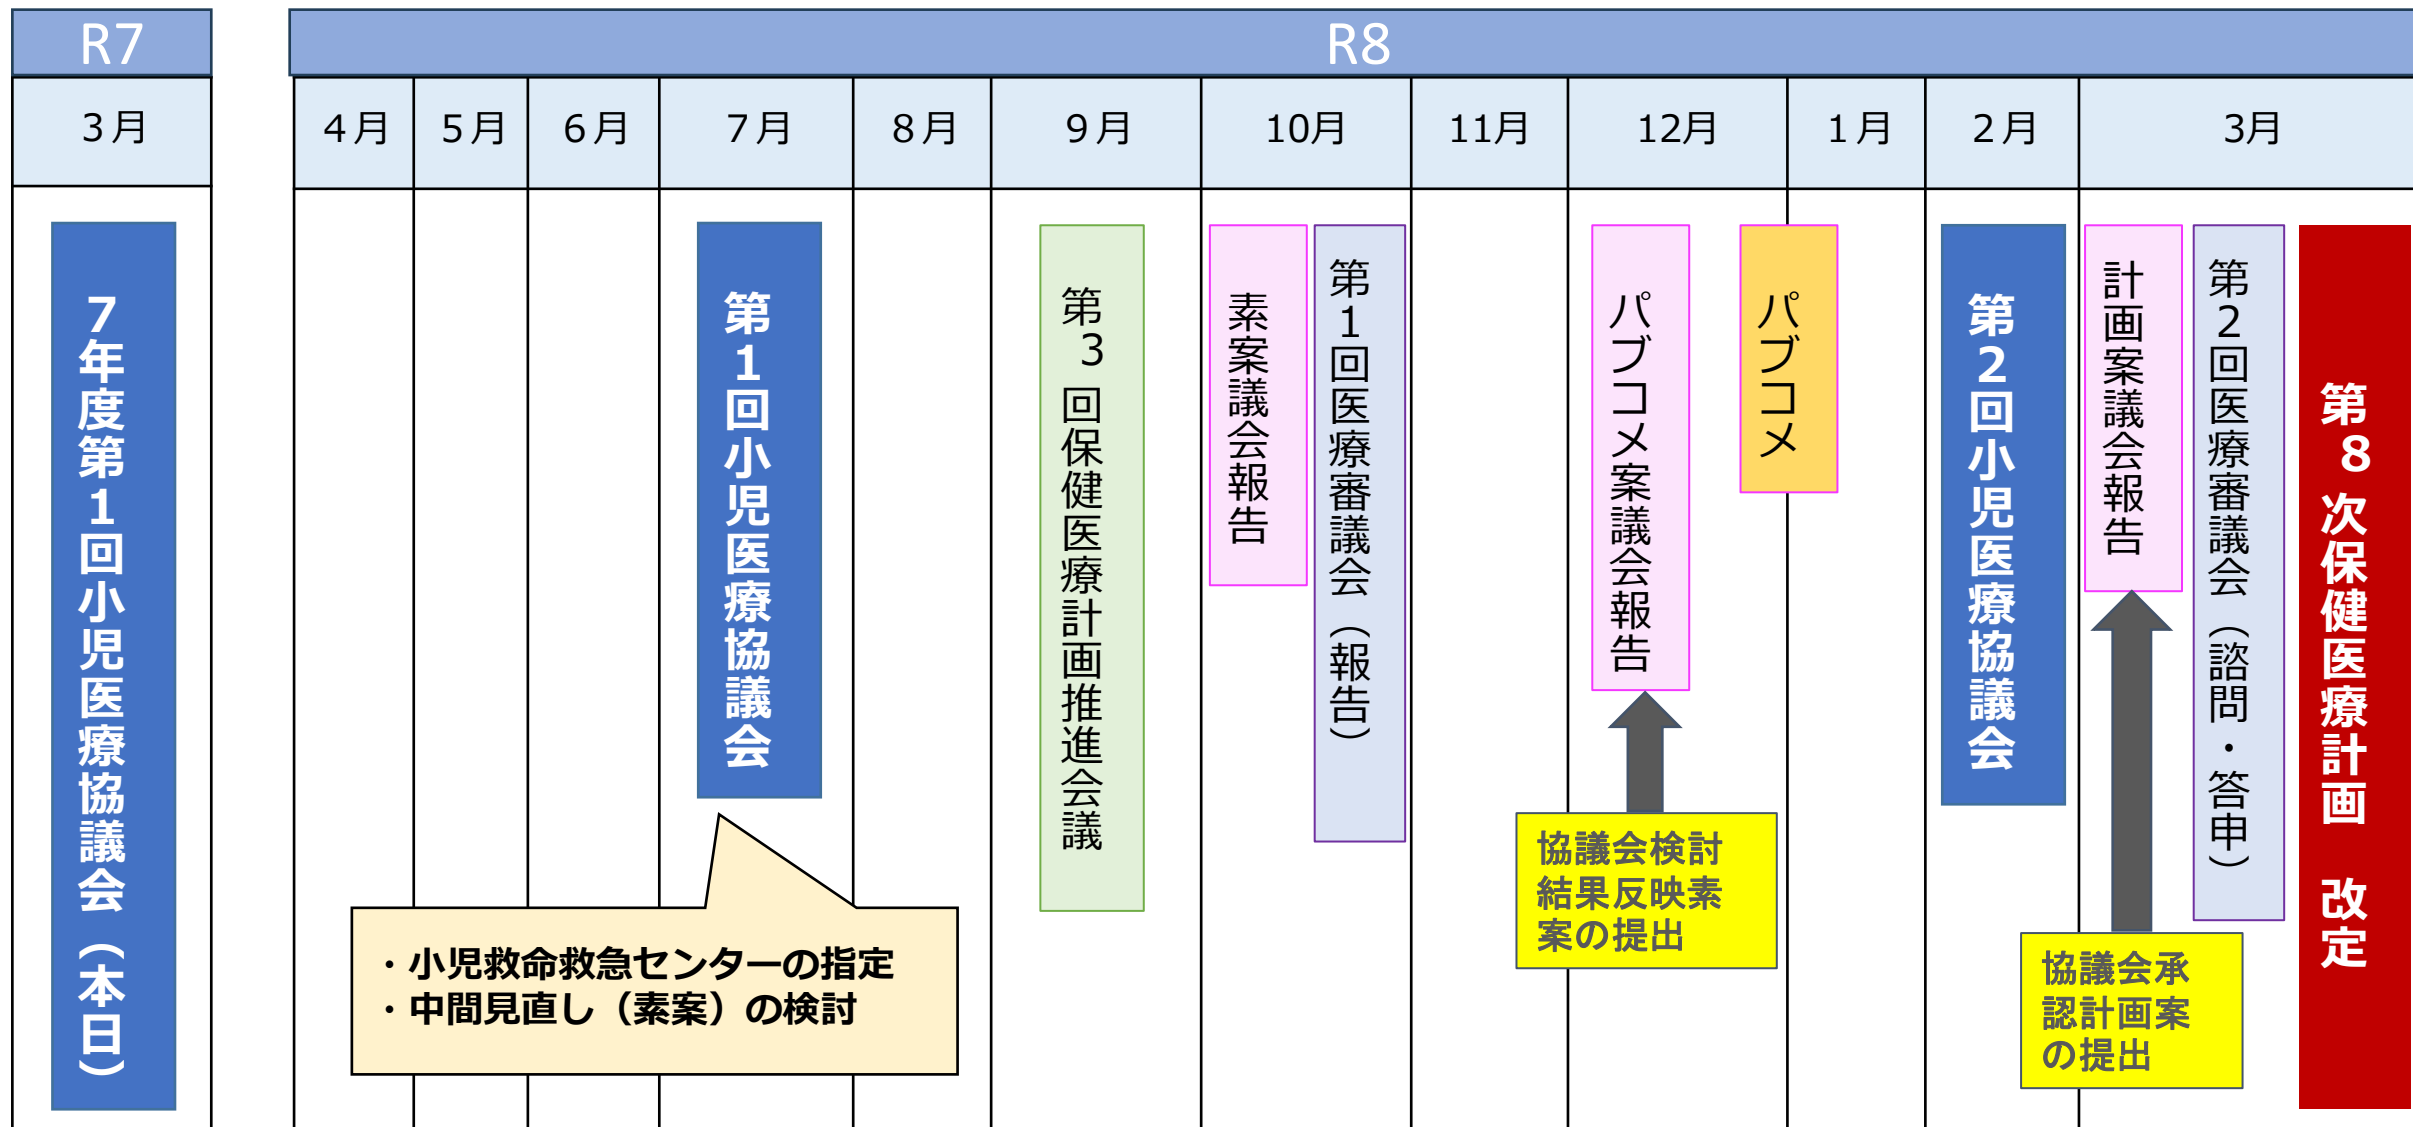 R7
R8
3月
4月
5月
6月
7月
8月
9月
10月
11月
12月
1月
2月
3月
7年度第1回小児医療協議会（本日）
第1回小児医療協議会
第3回保健医療計画推進会議
素案議会報告
第1回医療審議会（報告）
パブコメ案議会報告
パブコメ
第2回小児医療協議会
計画案議会報告
第2回医療審議会（諮問・答申）
第8次保健医療計画　改定
・小児救命救急センターの指定
・中間見直し（素案）の検討
協議会検討
結果反映素
案の提出
協議会承
認計画案
の提出